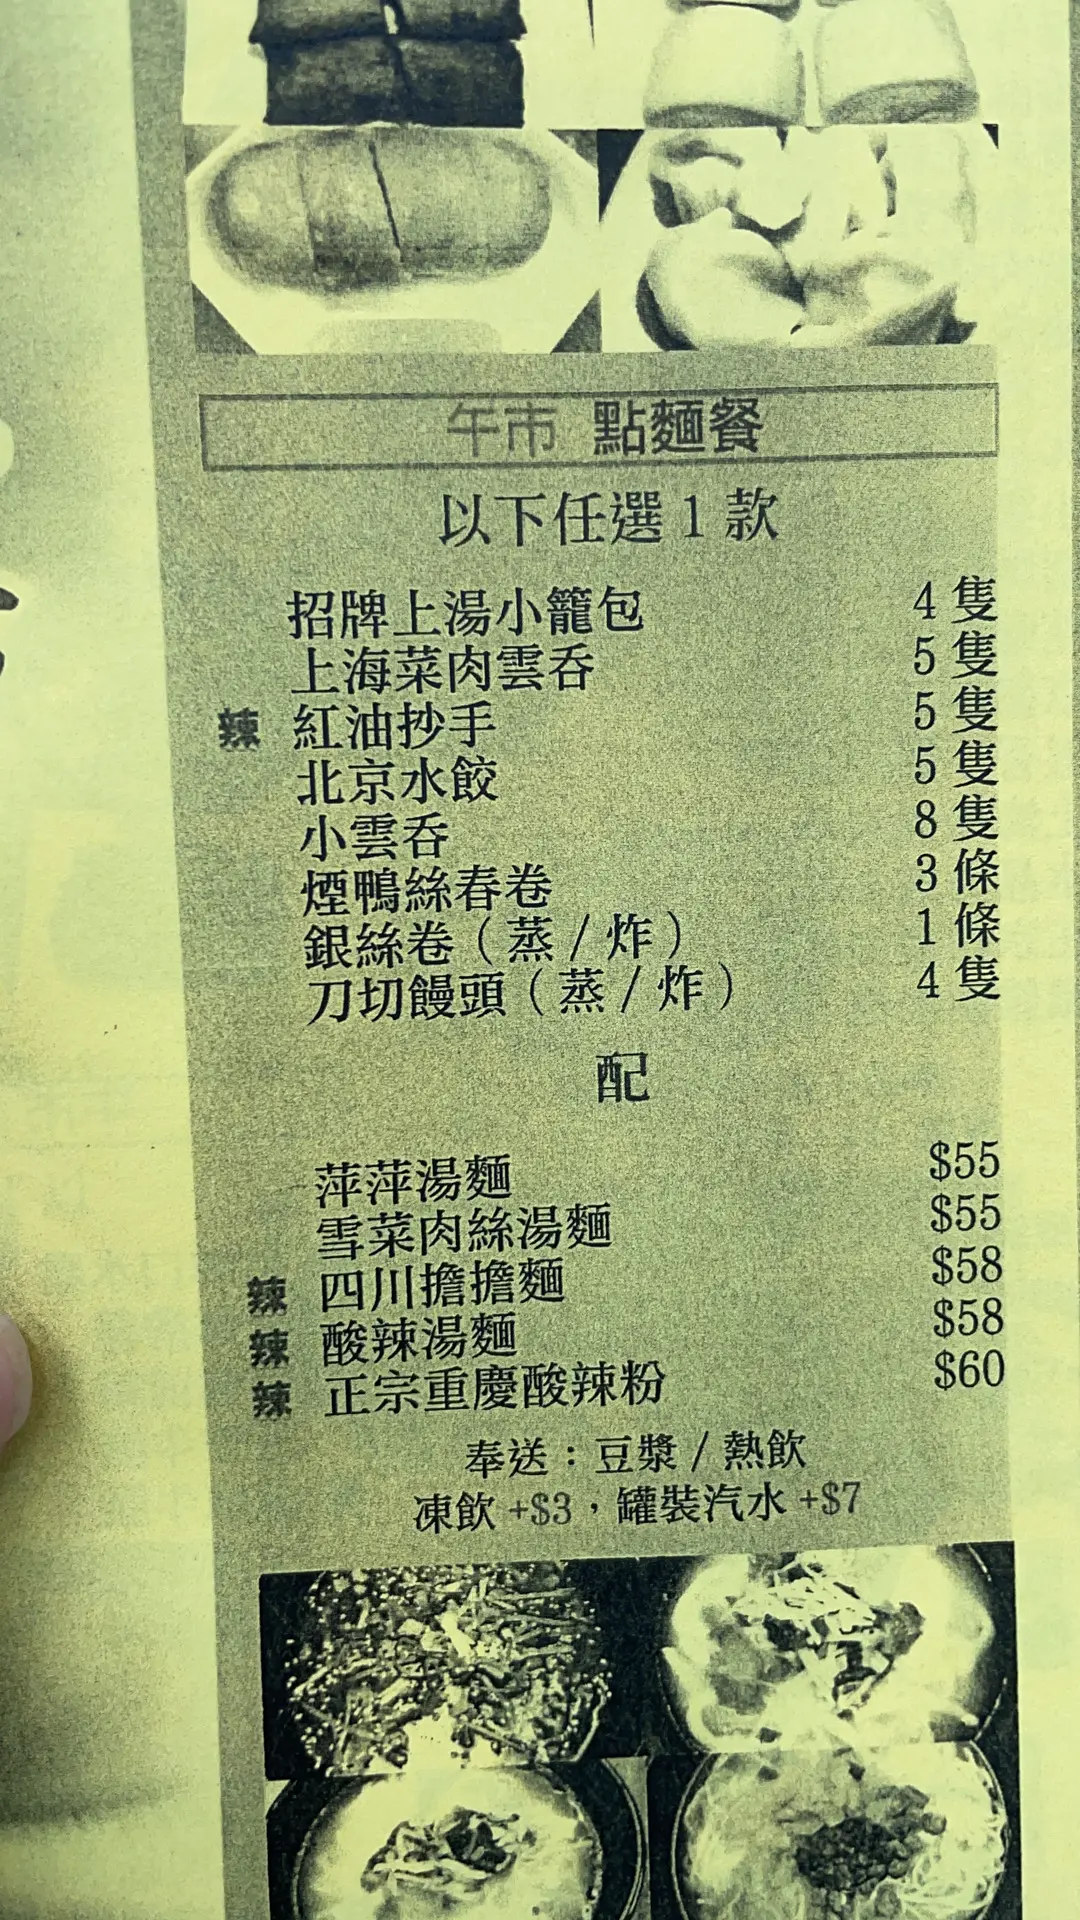 午市 點麵餐
以下任選 1 款
招牌上湯小籠包 4 隻
上海菜肉雲吞 5 隻
辣 紅油抄手 5 隻
北京水餃 5 隻
小雲吞 8 隻
煙鴨絲春卷 3 條
銀絲卷（蒸 / 炸） 1 條
刀切饅頭（蒸 / 炸） 4 隻
配
萍萍湯麵 $55
雪菜肉絲湯麵 $55
辣 四川擔擔麵 $58
辣 酸辣湯麵 $58
辣 正宗重慶酸辣粉 $60
奉送：豆漿 / 熱飲
凍飲 +$3，罐裝汽水 +$7